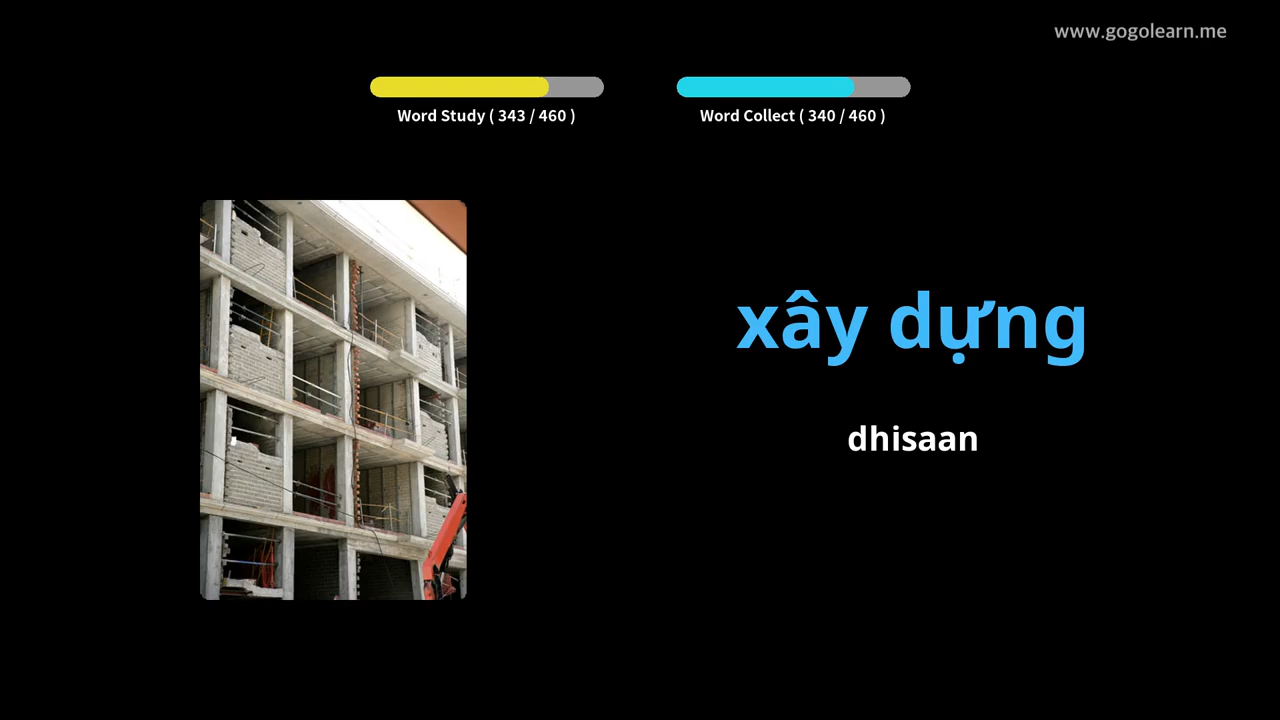 www.gogolearn.me
Word Study ( 343 / 460 )
Word Collect ( 340 / 460 )
xây dựng
dhisaan